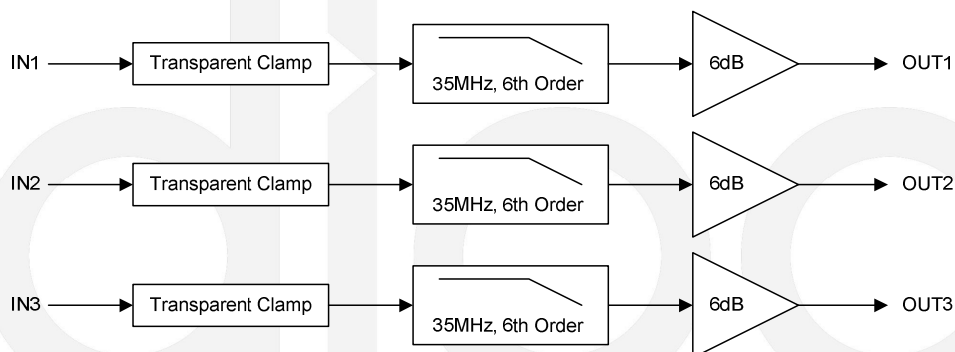 IN1 Transparent Clamp 35MHz, 6th Order 6dB OUT1
IN2 Transparent Clamp 35MHz, 6th Order 6dB OUT2
IN3 Transparent Clamp 35MHz, 6th Order 6dB OUT3